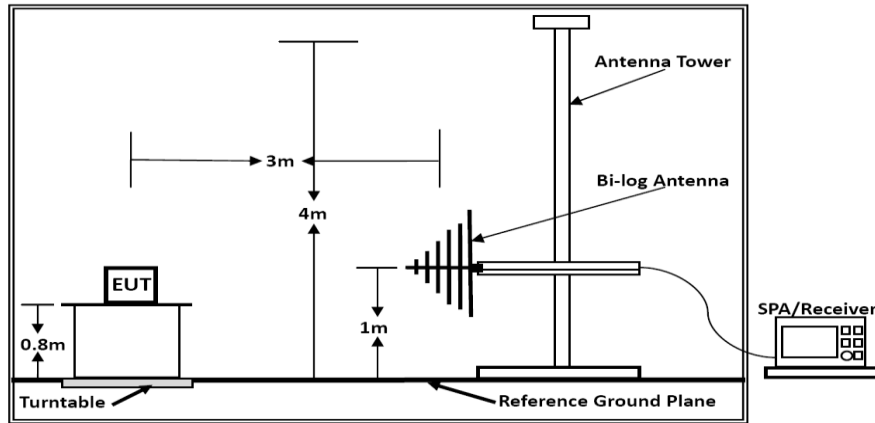 Antenna Tower
3m
Bi-log Antenna
4m
EUT
SPA/Receiver
0.8m
1m
Turntable
Reference Ground Plane